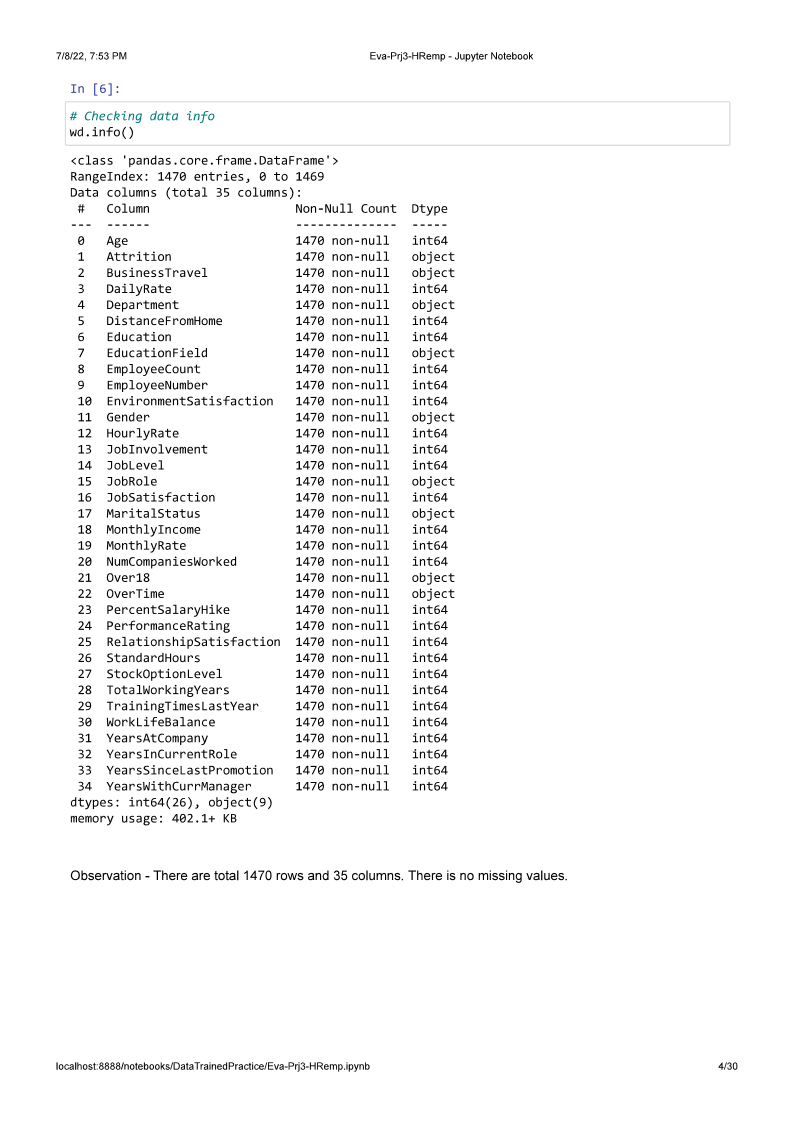 7/8/22, 7:53 PM Eva-Prj3-HRemp - Jupyter Notebook
In [6]:
# Checking data info
wd.info()
<class 'pandas.core.frame.DataFrame'>
RangeIndex: 1470 entries, 0 to 1469
Data columns (total 35 columns):
 #   Column                    Non-Null Count  Dtype
---  ------                    --------------  -----
 0   Age                       1470 non-null   int64
 1   Attrition                 1470 non-null   object
 2   BusinessTravel            1470 non-null   object
 3   DailyRate                 1470 non-null   int64
 4   Department                1470 non-null   object
 5   DistanceFromHome          1470 non-null   int64
 6   Education                 1470 non-null   int64
 7   EducationField            1470 non-null   object
 8   EmployeeCount             1470 non-null   int64
 9   EmployeeNumber            1470 non-null   int64
 10  EnvironmentSatisfaction   1470 non-null   int64
 11  Gender                    1470 non-null   object
 12  HourlyRate                1470 non-null   int64
 13  JobInvolvement            1470 non-null   int64
 14  JobLevel                  1470 non-null   int64
 15  JobRole                   1470 non-null   object
 16  JobSatisfaction           1470 non-null   int64
 17  MaritalStatus             1470 non-null   object
 18  MonthlyIncome             1470 non-null   int64
 19  MonthlyRate               1470 non-null   int64
 20  NumCompaniesWorked        1470 non-null   int64
 21  Over18                    1470 non-null   object
 22  OverTime                  1470 non-null   object
 23  PercentSalaryHike         1470 non-null   int64
 24  PerformanceRating         1470 non-null   int64
 25  RelationshipSatisfaction  1470 non-null   int64
 26  StandardHours             1470 non-null   int64
 27  StockOptionLevel          1470 non-null   int64
 28  TotalWorkingYears         1470 non-null   int64
 29  TrainingTimesLastYear     1470 non-null   int64
 30  WorkLifeBalance           1470 non-null   int64
 31  YearsAtCompany            1470 non-null   int64
 32  YearsInCurrentRole        1470 non-null   int64
 33  YearsSinceLastPromotion   1470 non-null   int64
 34  YearsWithCurrManager      1470 non-null   int64
dtypes: int64(26), object(9)
memory usage: 402.1+ KB
Observation - There are total 1470 rows and 35 columns. There is no missing values.
localhost:8888/notebooks/DataTrainedPractice/Eva-Prj3-HRemp.ipynb 4/30